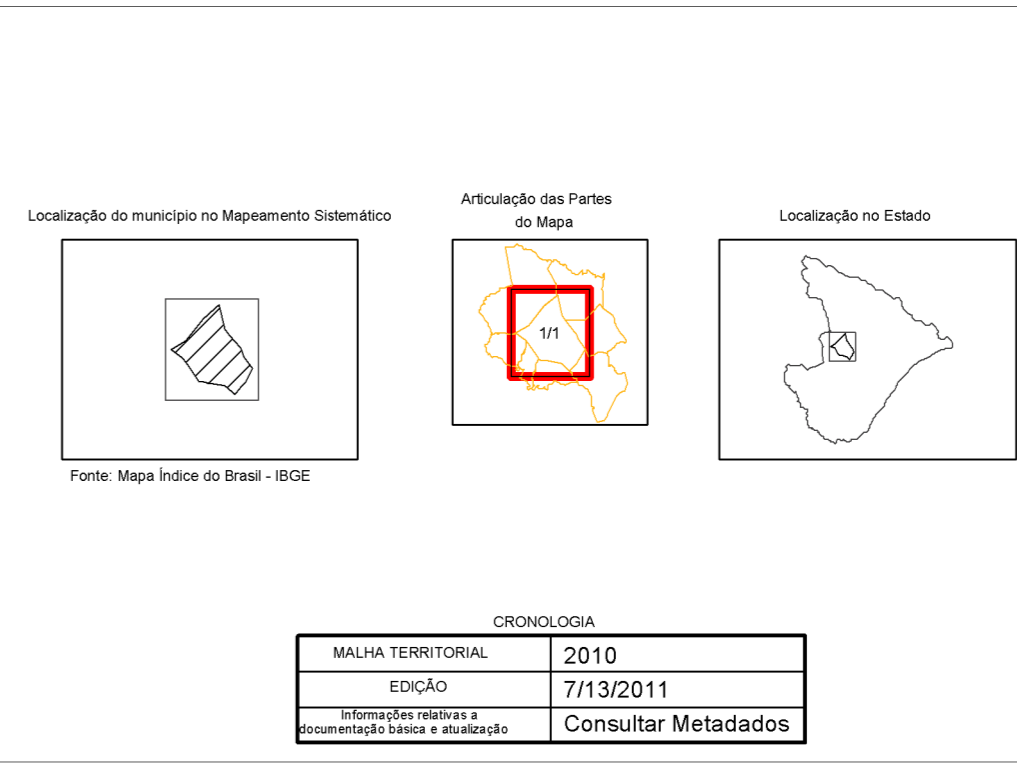 Localização do município no Mapeamento Sistemático
Articulação das Partes
do Mapa
Localização no Estado
1/1
Fonte: Mapa Índice do Brasil - IBGE
CRONOLOGIA
MALHA TERRITORIAL
2010
EDIÇÃO
7/13/2011
Informações relativas a
documentação básica e atualização
Consultar Metadados